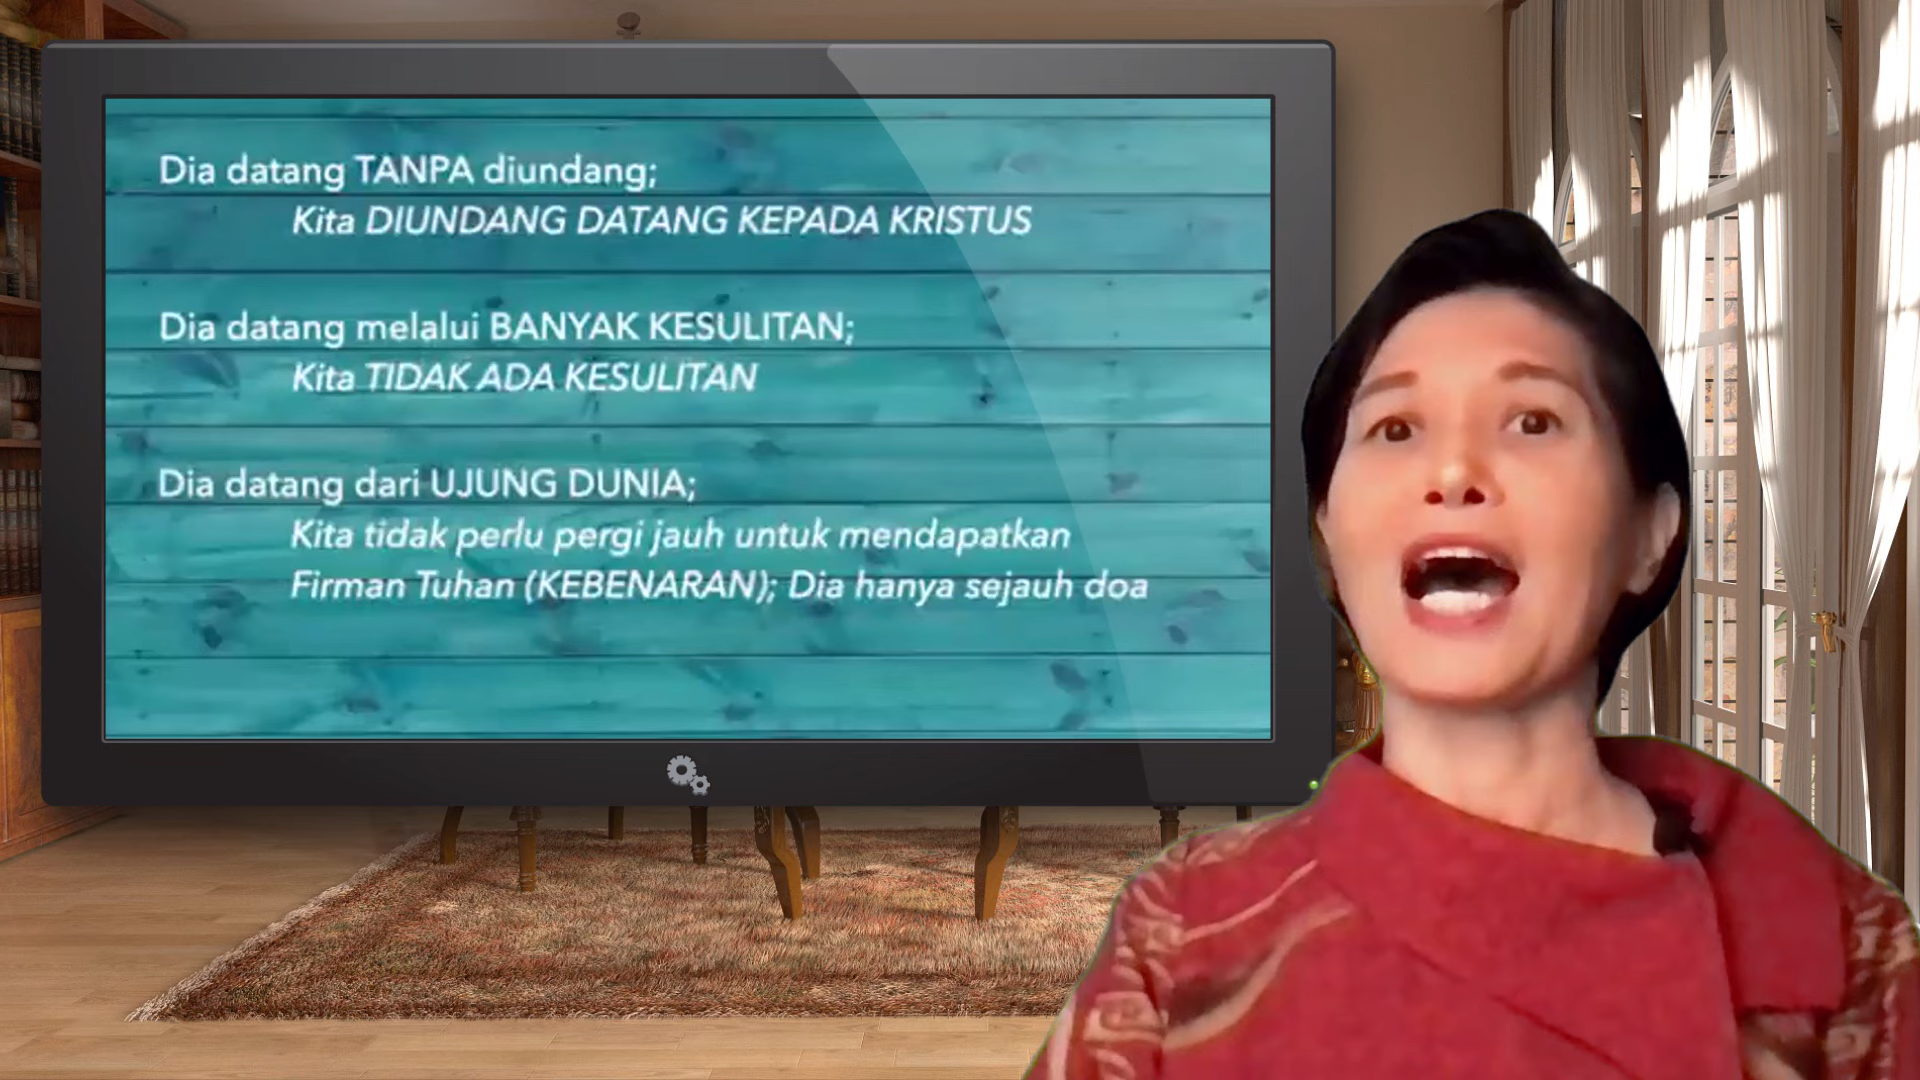 Dia datang TANPA diundang;
Kita DIUNDANG DATANG KEPADA KRISTUS
Dia datang melalui BANYAK KESULITAN;
Kita TIDAK ADA KESULITAN
Dia datang dari UJUNG DUNIA;
Kita tidak perlu pergi jauh untuk mendapatkan
Firman Tuhan (KEBENARAN); Dia hanya sejauh doa